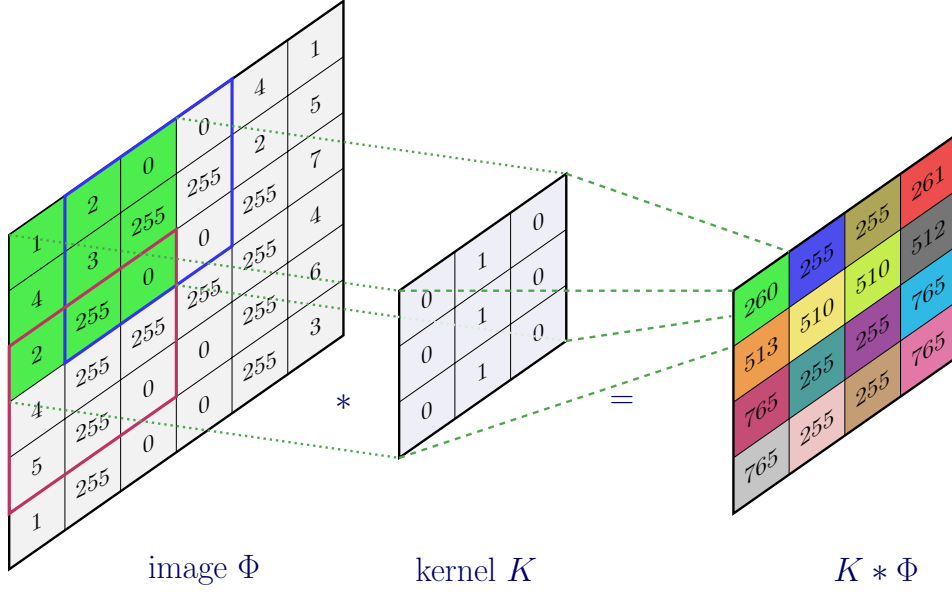 1 2 0 0 4 1
4 3 255 255 2 5
2 255 0 0 255 7
4 255 255 255 255 4
5 255 0 0 0 6
1 255 0 0 255 3
*
0 1 0
0 1 0
0 1 0
=
260 255 255 261
513 510 510 512
765 255 255 765
765 255 255 765
image Φ
kernel K
K * Φ